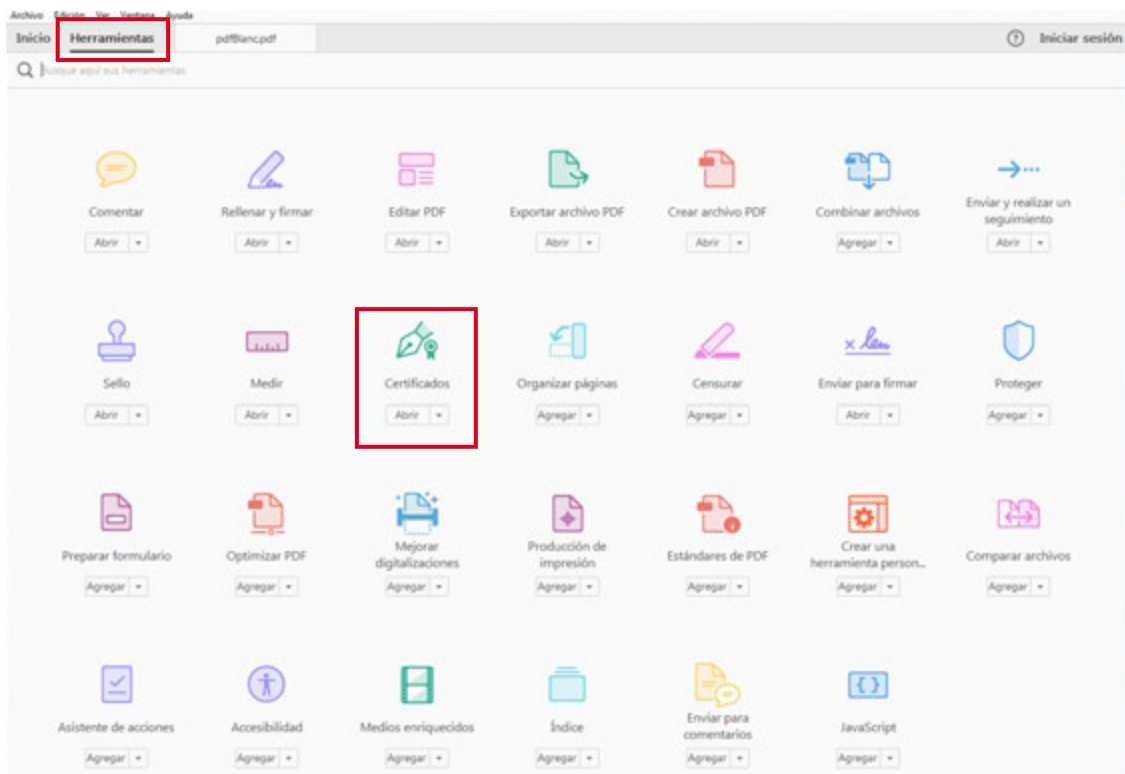 Archivo Edición Ver Ventana Ayuda
Inicio Herramientas pdfBlanc.pdf Iniciar sesión
Busque aquí sus herramientas
Comentar Rellenar y firmar Editar PDF Exportar archivo PDF Crear archivo PDF Combinar archivos Enviar y realizar un
seguimiento
Abrir Abrir Abrir Abrir Abrir Agregar Abrir
Sello Medir Certificados Organizar páginas Censurar Enviar para firmar Proteger
Abrir Abrir Abrir Agregar Agregar Abrir Agregar
Preparar formulario Optimizar PDF Mejorar
digitalizaciones Producción de
impresión Estándares de PDF Crear una
herramienta person... Comparar archivos
Agregar Agregar Agregar Agregar Agregar Agregar Agregar
Asistente de acciones Accesibilidad Medios enriquecidos Índice Enviar para
comentarios JavaScript
Agregar Agregar Agregar Agregar Agregar Agregar